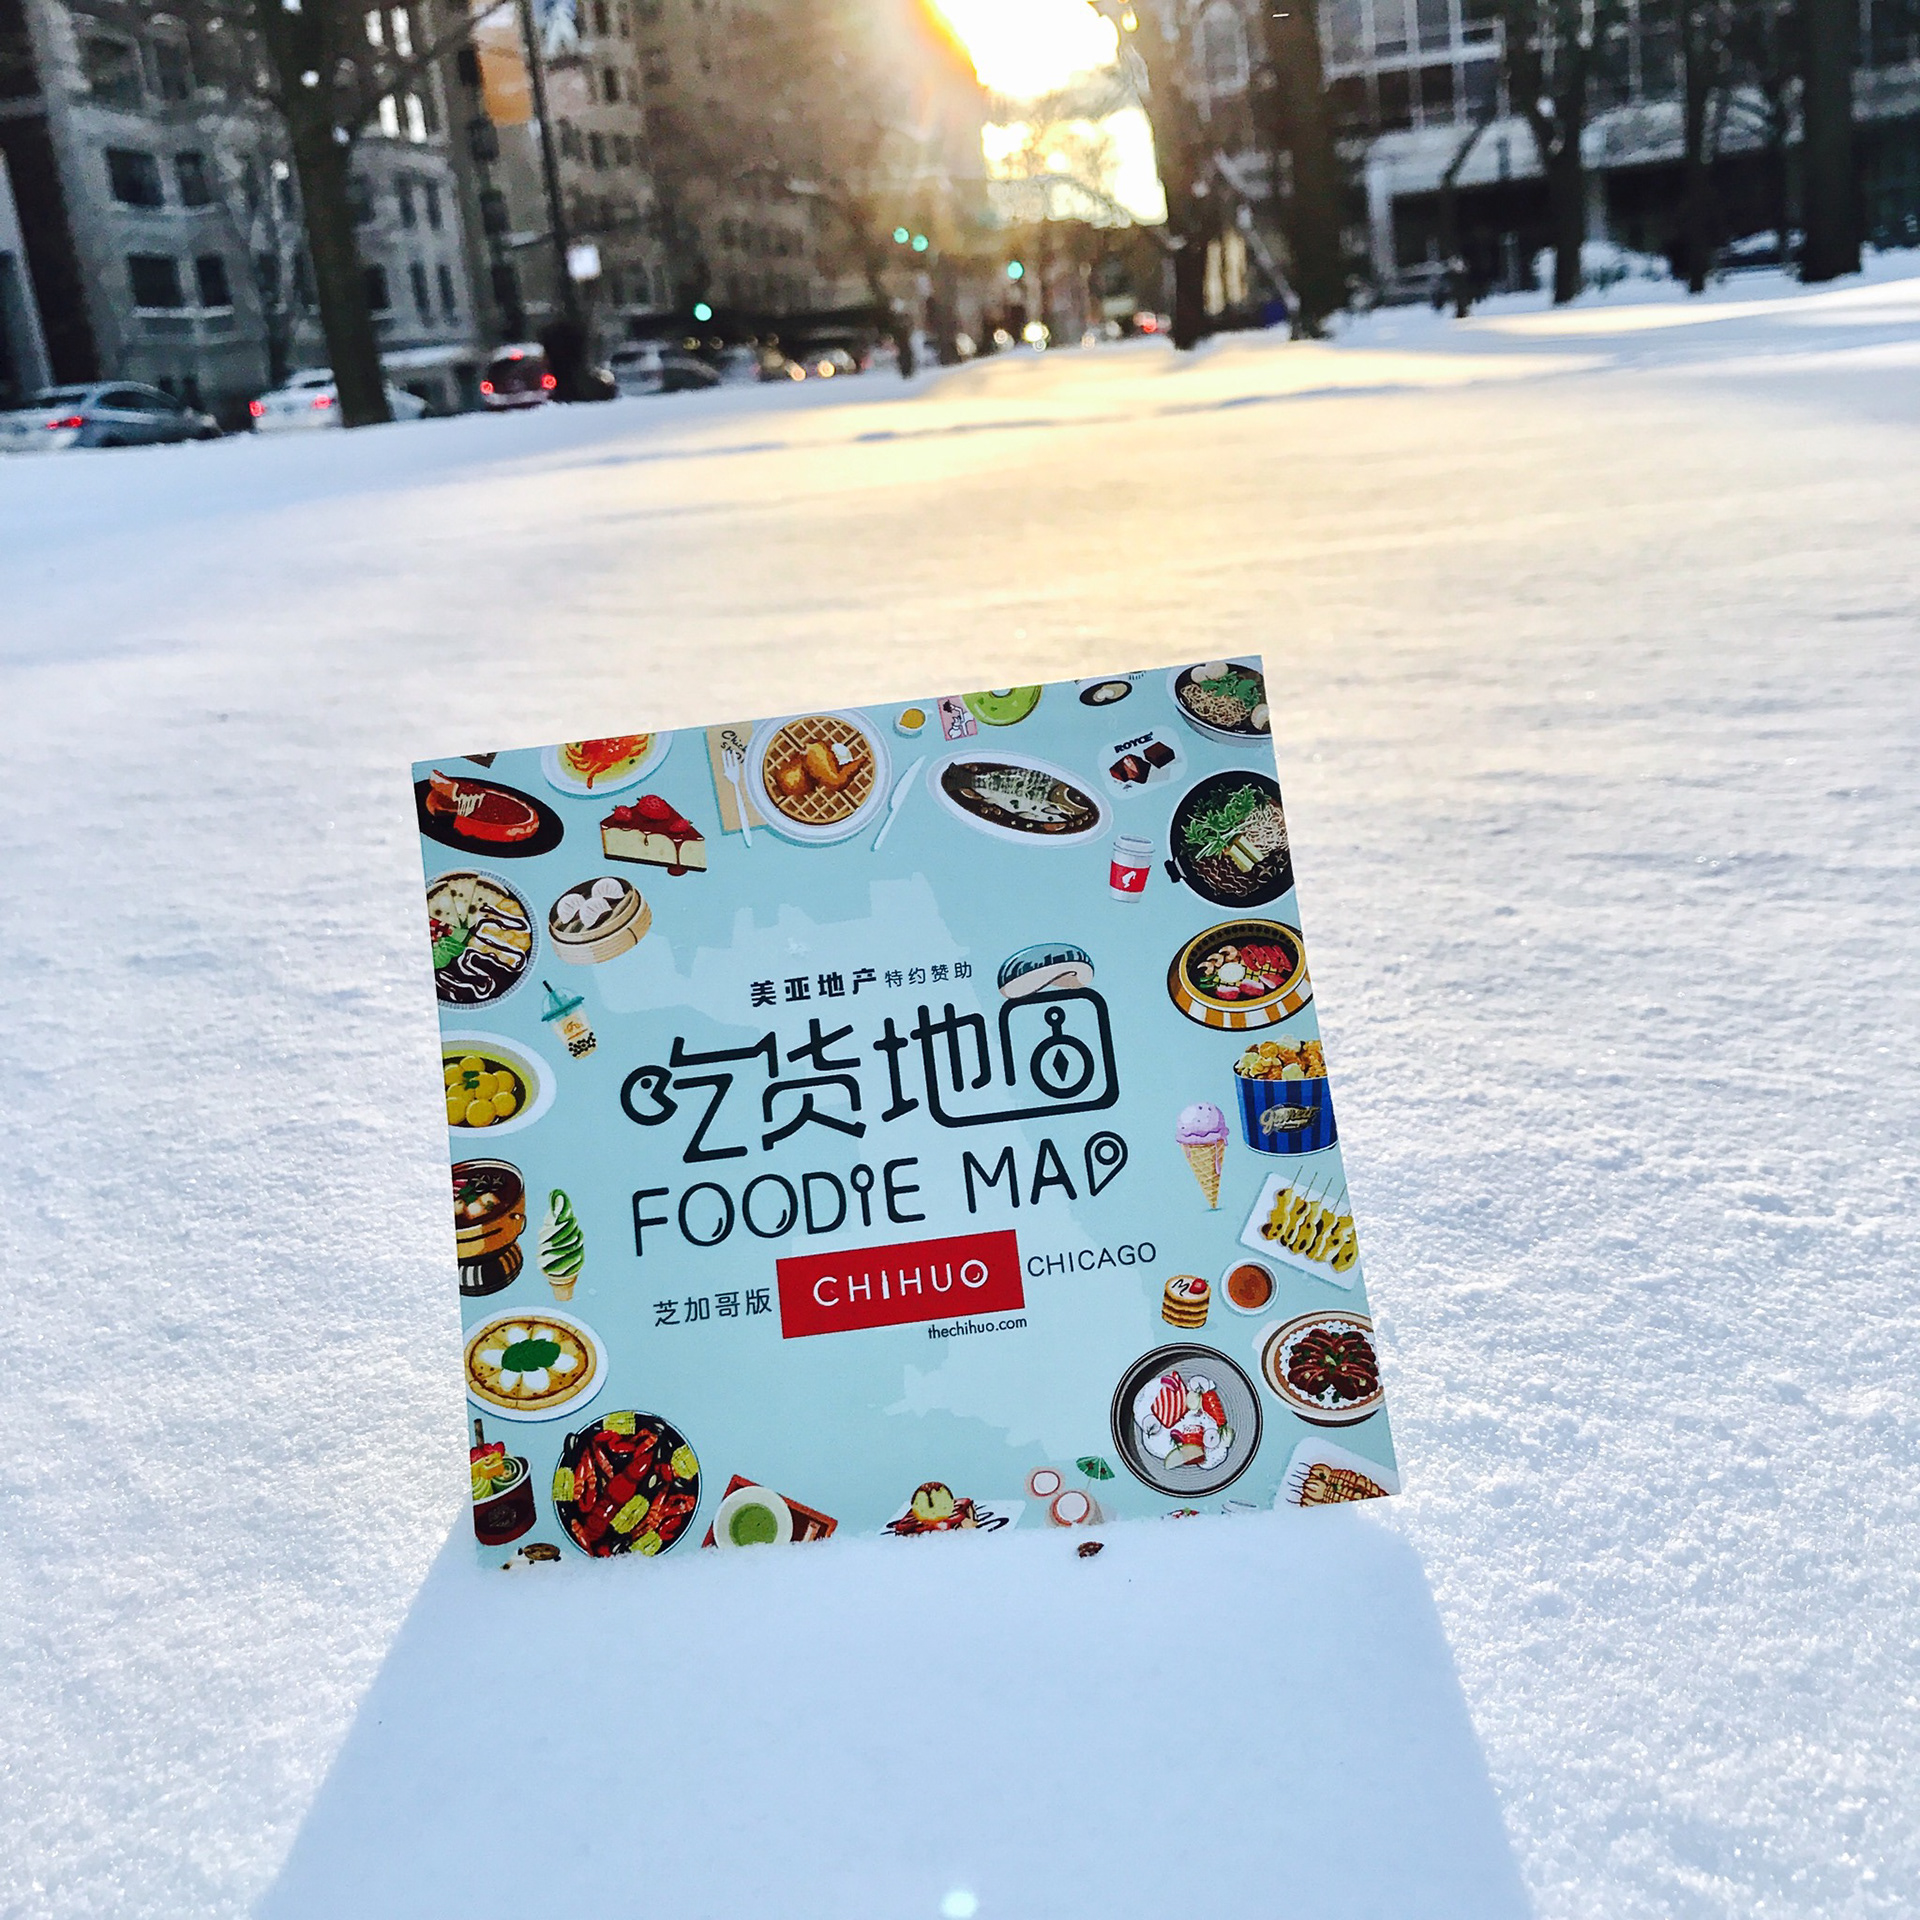 ROYCE'
美亚地产 特约赞助
吃货地图
FOODiE MAP
芝加哥版 CHIHUO CHICAGO
thechihuo.com